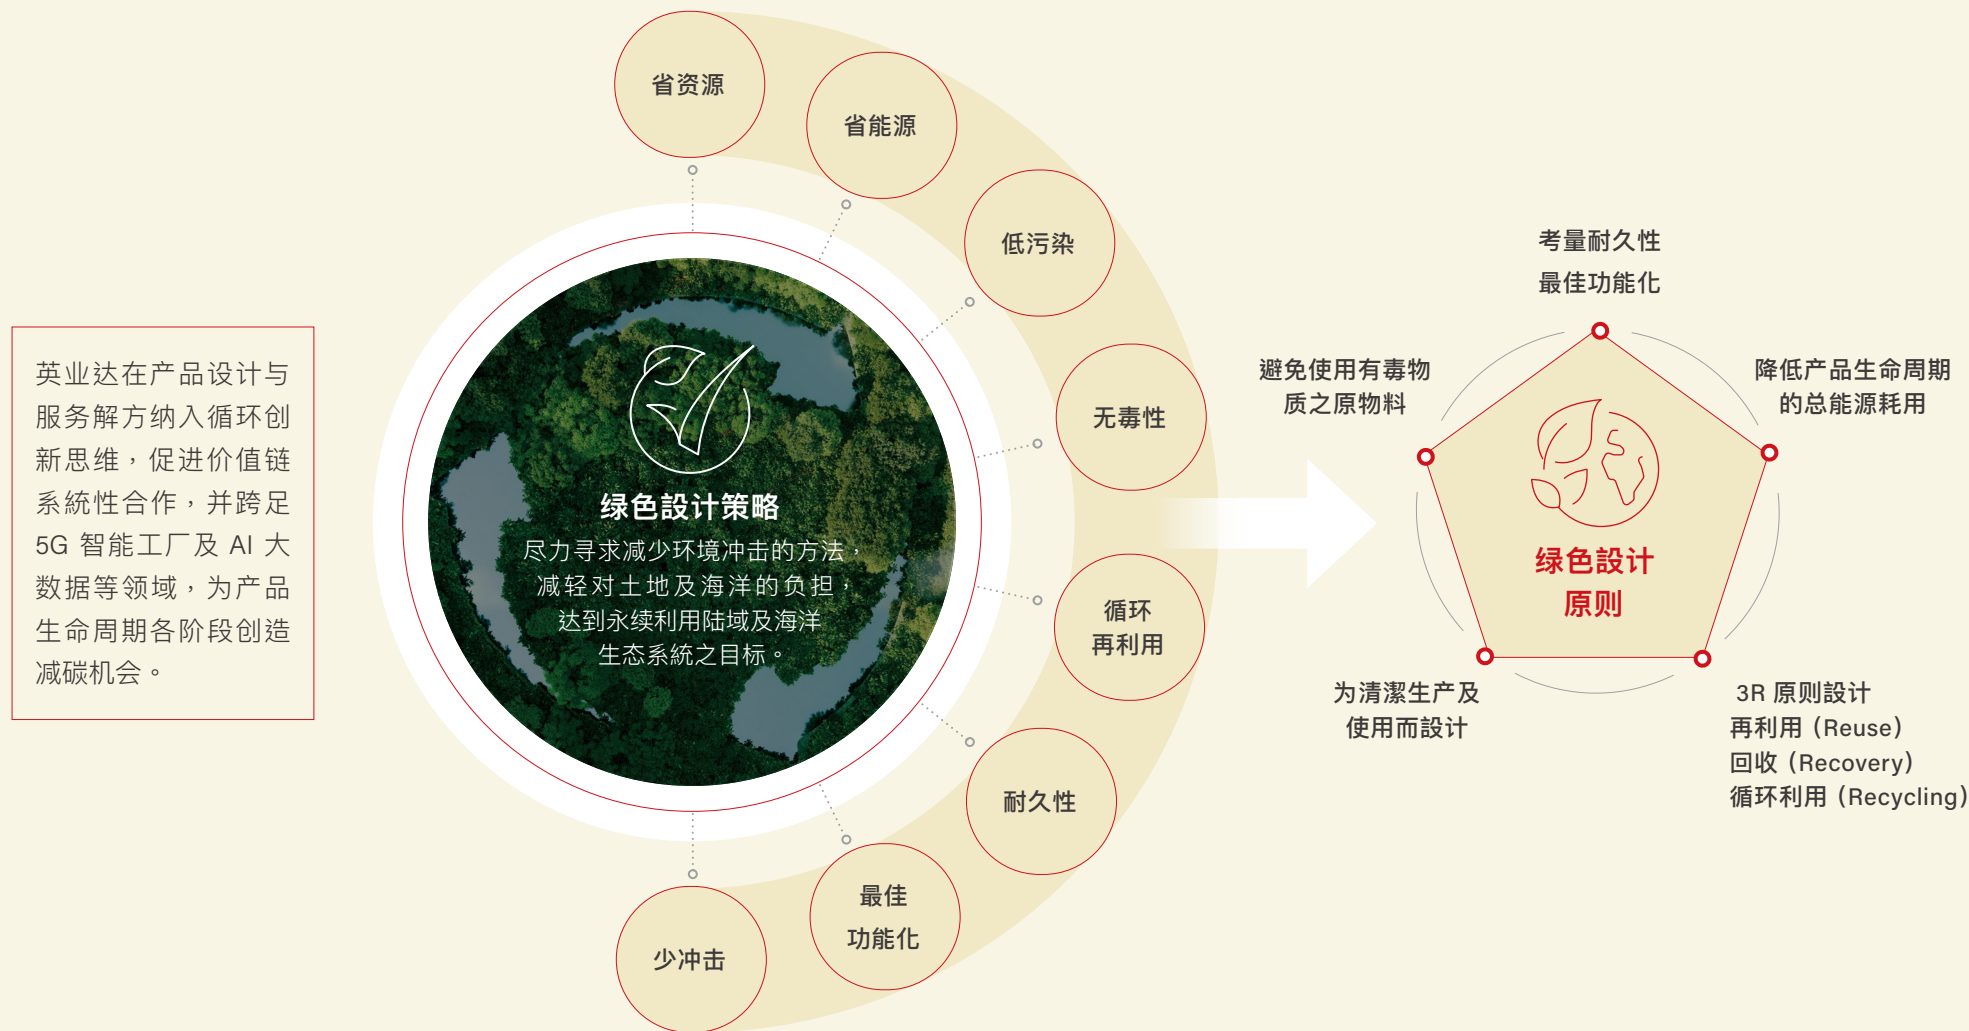 英业达在产品设计与
服务解方纳入循环创
新思维，促进价值链
系統性合作，并跨足
5G 智能工厂及 AI 大
数据等领域，为产品
生命周期各阶段创造
减碳机会。
省资源
省能源
低污染
无毒性
循环
再利用
耐久性
最佳
功能化
少冲击
绿色設计策略
尽力寻求减少环境冲击的方法，
减轻对土地及海洋的负担，
达到永续利用陆域及海洋
生态系統之目标。
考量耐久性
最佳功能化
避免使用有毒物
质之原物料
降低产品生命周期
的总能源耗用
绿色設计
原则
为清潔生产及
使用而設计
3R 原则設计
再利用 (Reuse)
回收 (Recovery)
循环利用 (Recycling)